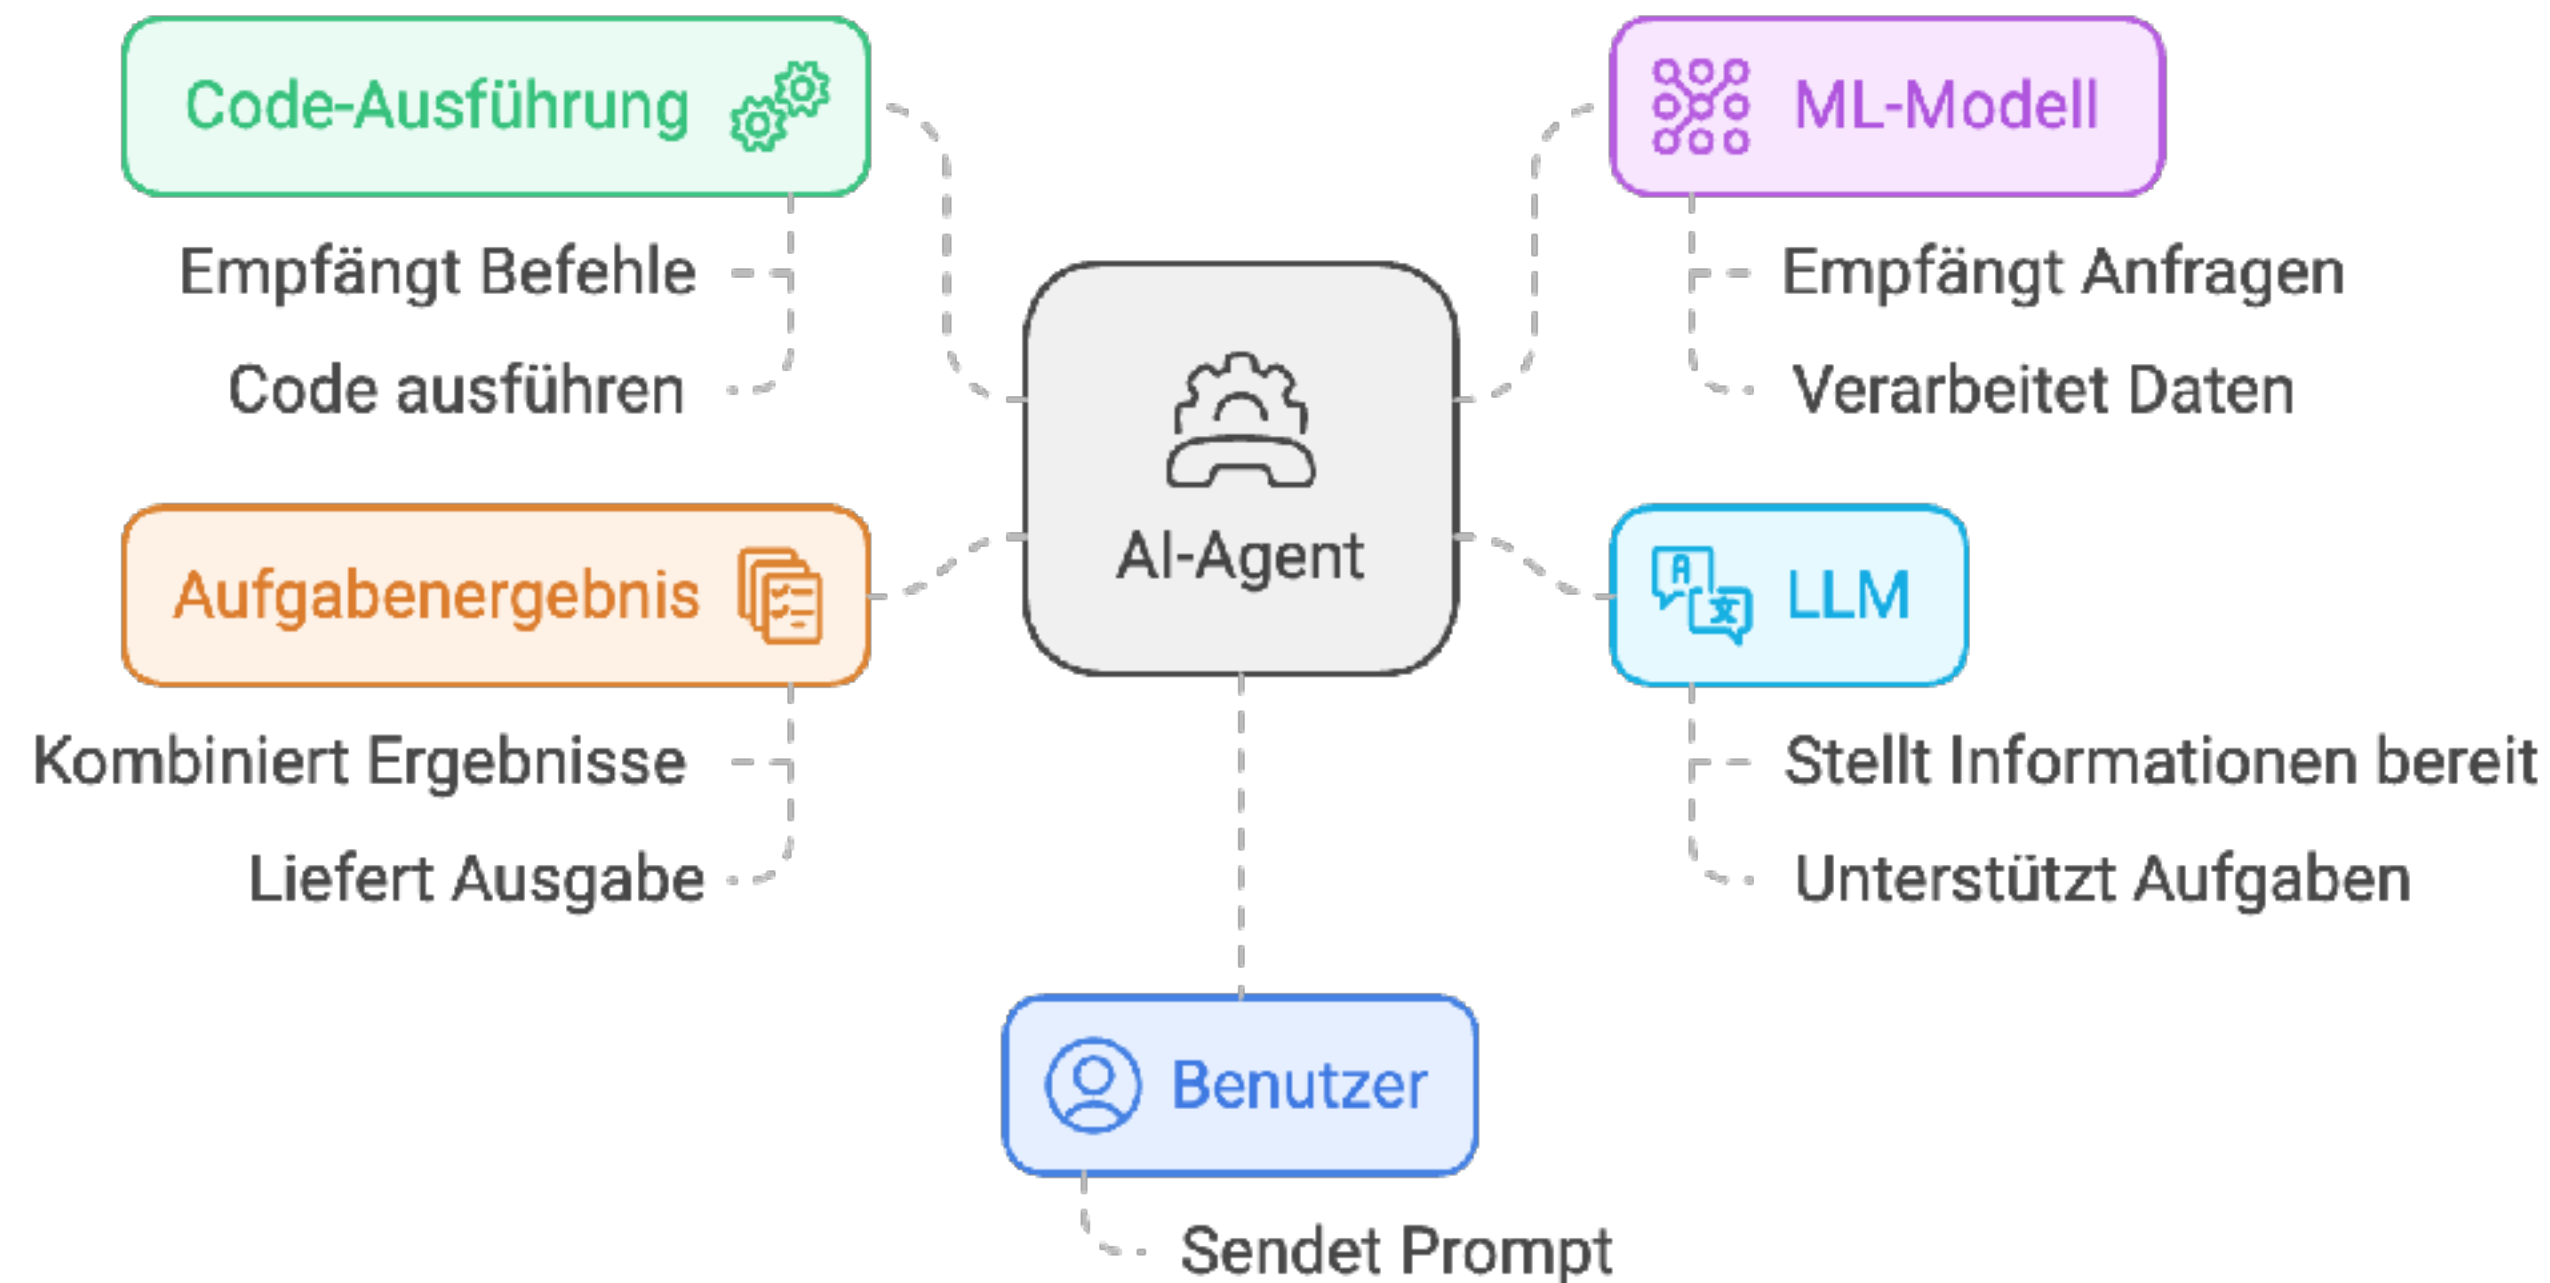 Code-Ausführung
Empfängt Befehle
Code ausführen
Aufgabenergebnis
Kombiniert Ergebnisse
Liefert Ausgabe
AI-Agent
ML-Modell
Empfängt Anfragen
Verarbeitet Daten
A
文
LLM
Stellt Informationen bereit
Unterstützt Aufgaben
Benutzer
Sendet Prompt